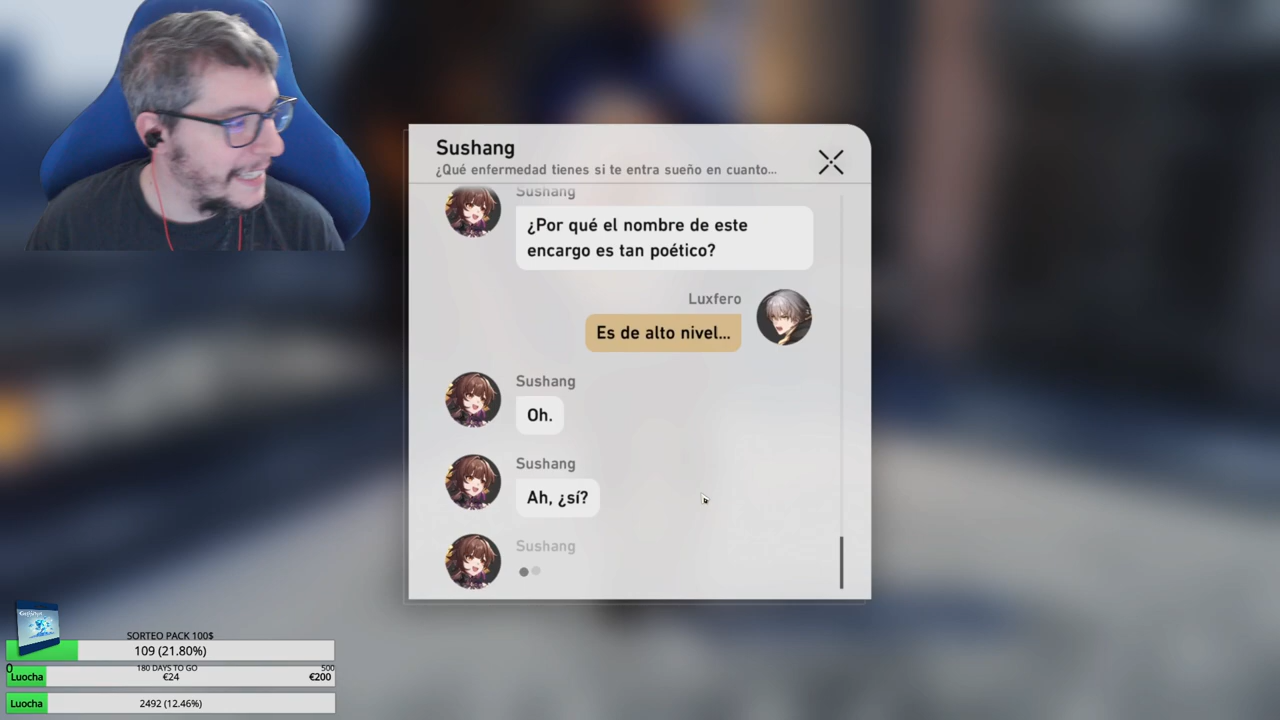 Sushang
¿Qué enfermedad tienes si te entra sueño en cuanto...
Sushang
¿Por qué el nombre de este
encargo es tan poético?
Luxfero
Es de alto nivel...
Sushang
Oh.
Sushang
Ah, ¿sí?
Sushang
SORTEO PACK 100$
109 (21.80%)
0
180 DAYS TO GO
500
Luocha
€24
€200
Luocha
2492 (12.46%)